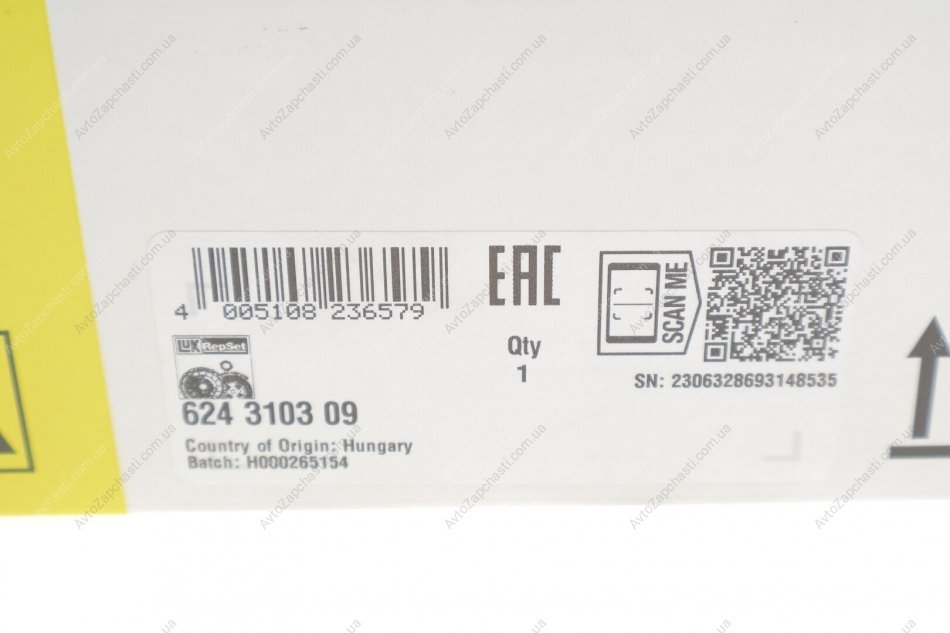 4 005108 236579
EAC
SCAN ME
LuK RepSet
Qty
1
SN: 2306328693148535
624 3103 09
Country of Origin: Hungary
Batch: H000265154
AvtoZapchasti.com.ua